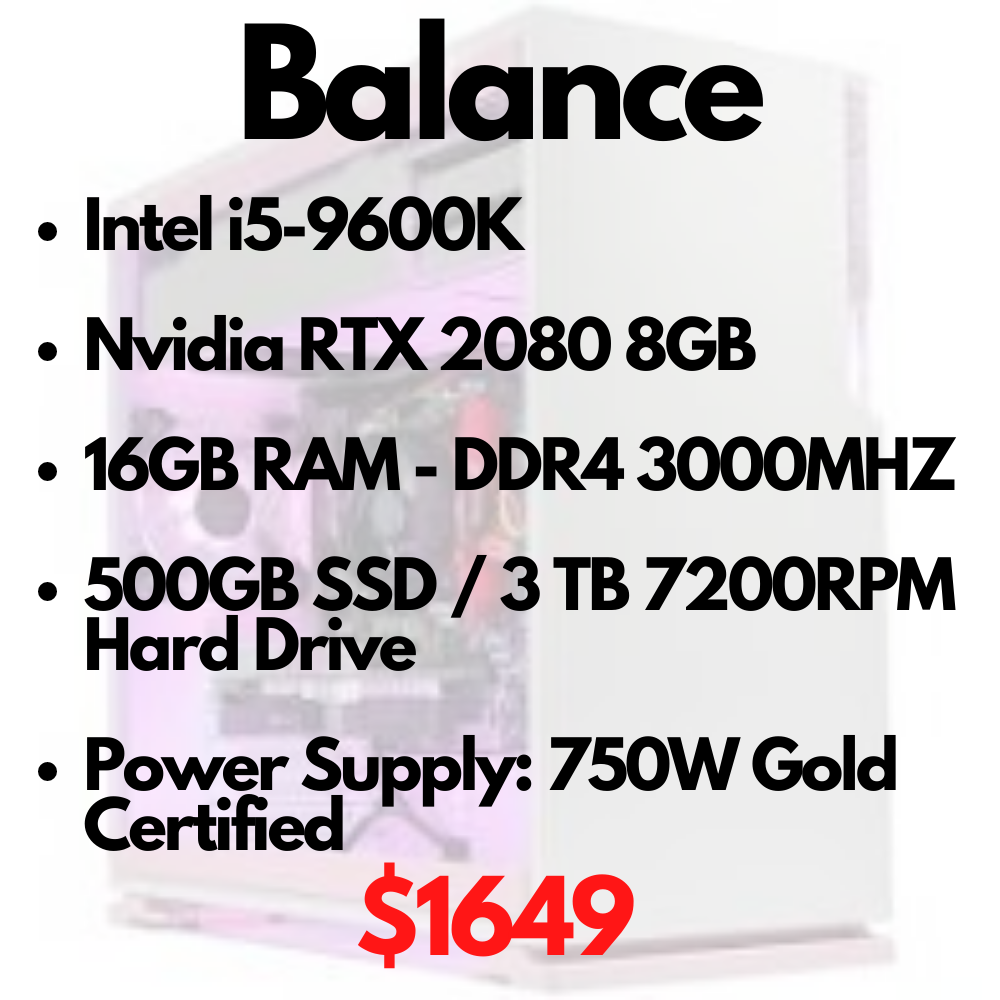 Balance
• Intel i5-9600K
• Nvidia RTX 2080 8GB
• 16GB RAM - DDR4 3000MHZ
• 500GB SSD / 3 TB 7200RPM
Hard Drive
• Power Supply: 750W Gold
Certified
$1649